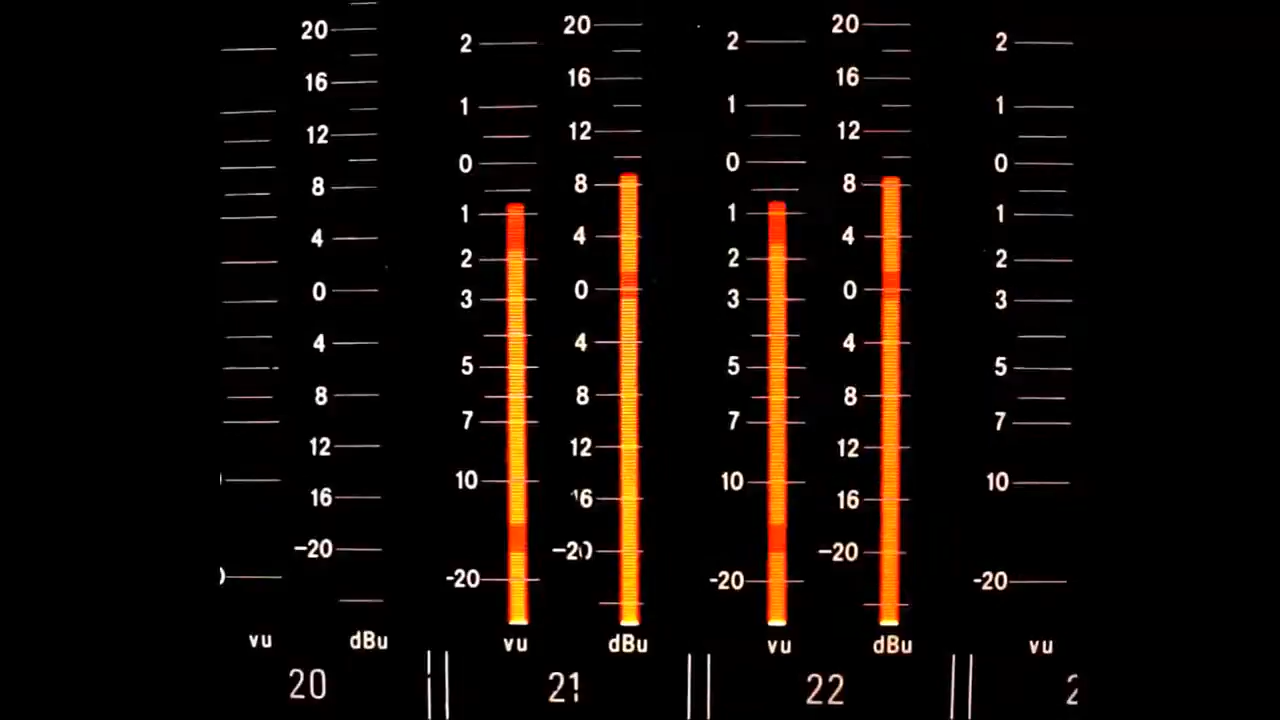 20 2 20 2 20 2
16 16 16
1 1 1
12 12 12
0 0 0
8 8 8
1 1 1
4 4 4
2 2 2
0 0 0
3 3 3
4 4 4
5 5 5
8 8 8
7 7 7
12 12 12
10 10 10
16 16 16
-20 -20 -20
-20 -20 -20
vu dBu vu dBu vu dBu vu
20 21 22